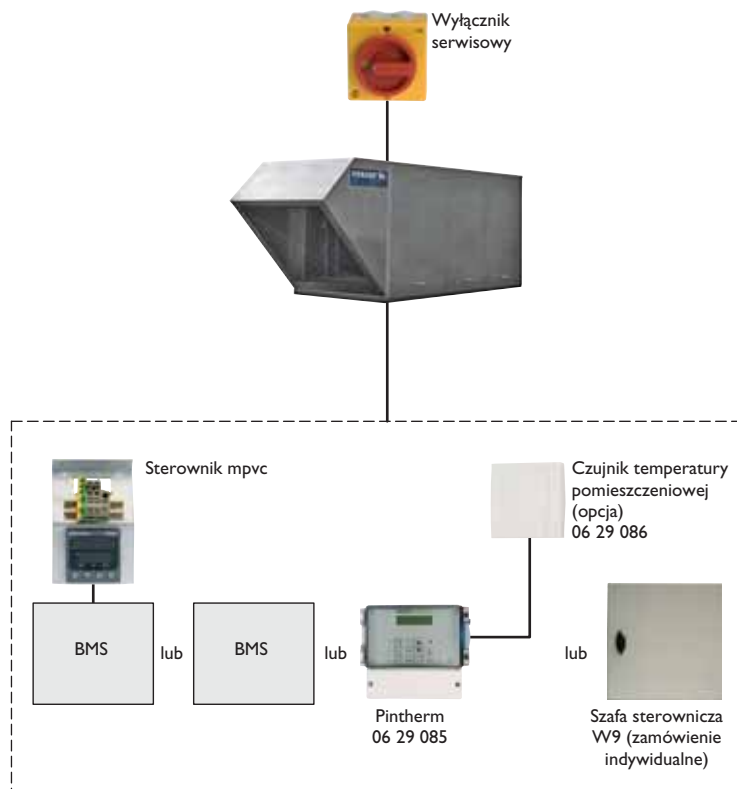 Wyłącznik
serwisowy
Sterownik mpvc
Czujnik temperatury
pomieszczeniowej
(opcja)
06 29 086
BMS
lub
BMS
lub
lub
Pintherm
06 29 085
Szafa sterownicza
W9 (zamówienie
indywidualne)